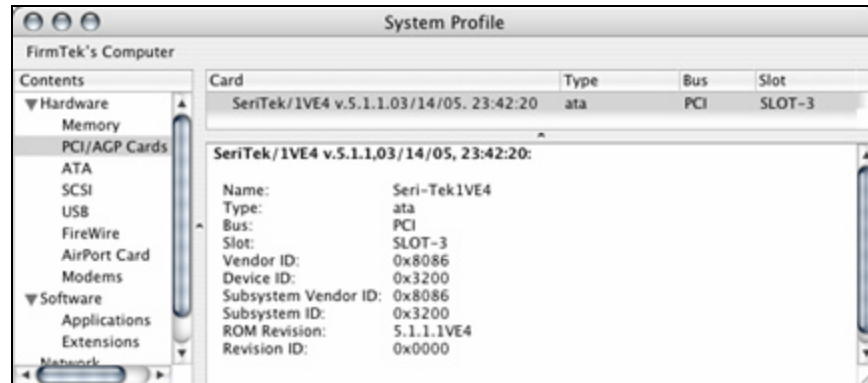 System Profile
FirmTek's Computer
Contents
▼Hardware
Memory
PCI/AGP Cards
ATA
SCSI
USB
FireWire
AirPort Card
Modems
▼Software
Applications
Extensions
Network
Card Type Bus Slot
SeriTek/1VE4 v.5.1.1.03/14/05. 23:42:20 ata PCI SLOT-3
SeriTek/1VE4 v.5.1.1,03/14/05, 23:42:20:
Name: Seri-Tek1VE4
Type: ata
Bus: PCI
Slot: SLOT-3
Vendor ID: 0x8086
Device ID: 0x3200
Subsystem Vendor ID: 0x8086
Subsystem ID: 0x3200
ROM Revision: 5.1.1.1VE4
Revision ID: 0x0000